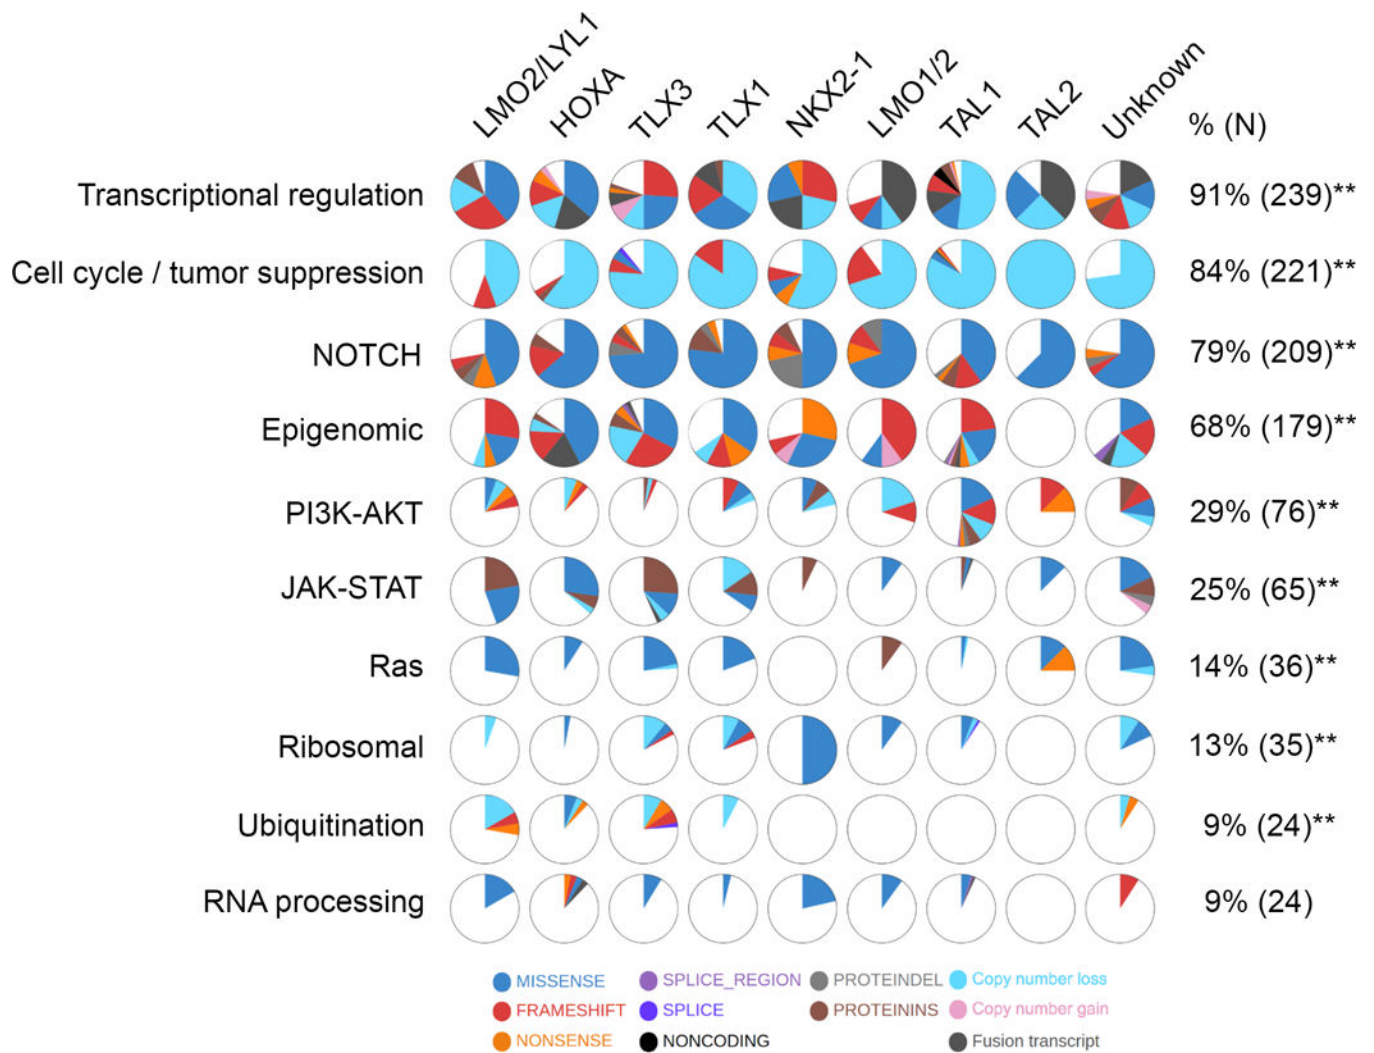 LMO2/LYL1 HOXA TLX3 TLX1 NKX2-1 LMO1/2 TAL1 TAL2 Unknown % (N)
Transcriptional regulation 91% (239)**
Cell cycle / tumor suppression 84% (221)**
NOTCH 79% (209)**
Epigenomic 68% (179)**
PI3K-AKT 29% (76)**
JAK-STAT 25% (65)**
Ras 14% (36)**
Ribosomal 13% (35)**
Ubiquitination 9% (24)**
RNA processing 9% (24)
MISSENSE SPLICE_REGION PROTEINDEL Copy number loss
FRAMESHIFT SPLICE PROTEININS Copy number gain
NONSENSE NONCODING Fusion transcript